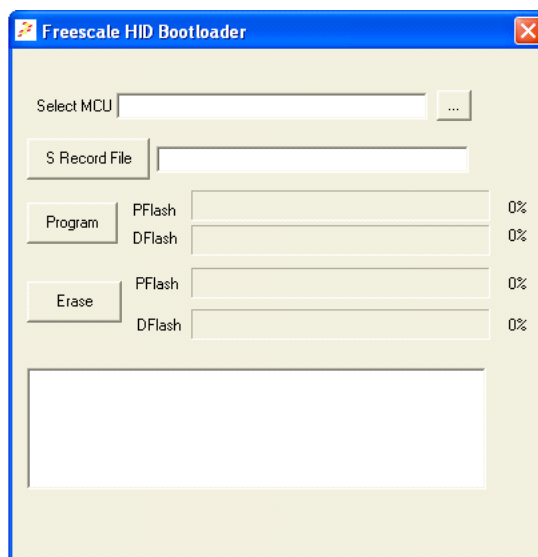 Freescale HID Bootloader
Select MCU ...
S Record File
Program PFlash 0%
DFlash 0%
Erase PFlash 0%
DFlash 0%